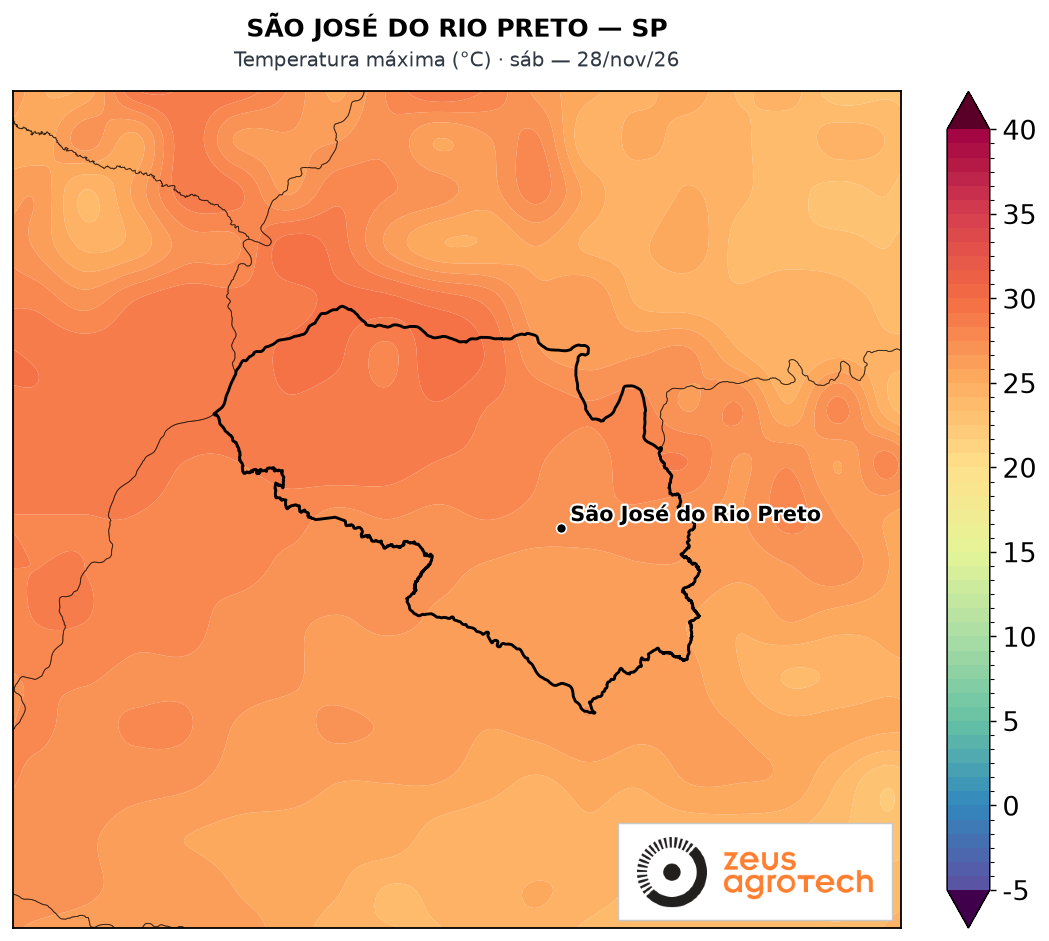 SÃO JOSÉ DO RIO PRETO — SP
Temperatura máxima (°C) · sáb — 28/nov/26
40
35
30
25
20
15
10
5
0
-5
São José do Rio Preto
zeus
agrotech